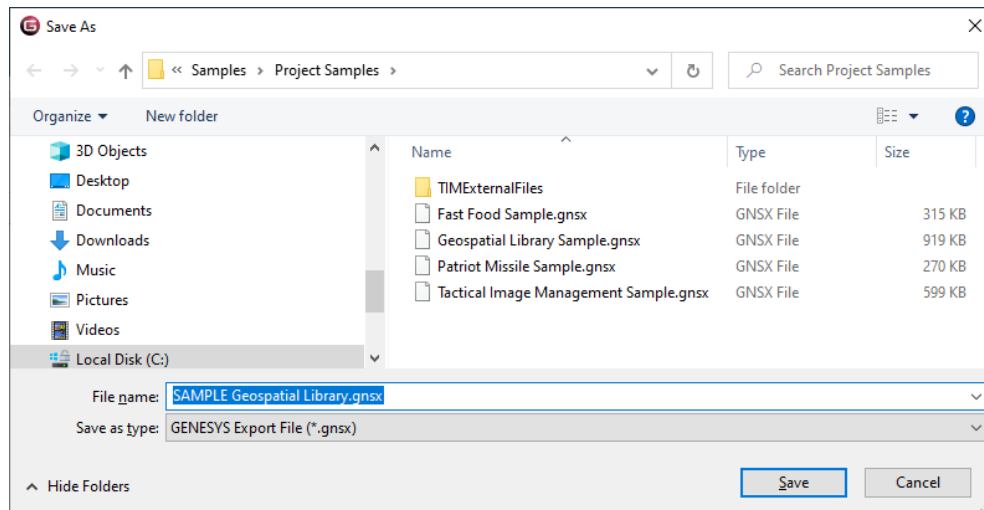 Save As
« Samples > Project Samples >
Search Project Samples
Organize New folder
3D Objects
Desktop
Documents
Downloads
Music
Pictures
Videos
Local Disk (C:)
Name Type Size
TIMExternalFiles File folder
Fast Food Sample.gnsx GNSX File 315 KB
Geospatial Library Sample.gnsx GNSX File 919 KB
Patriot Missile Sample.gnsx GNSX File 270 KB
Tactical Image Management Sample.gnsx GNSX File 599 KB
File name: SAMPLE Geospatial Library.gnsx
Save as type: GENESYS Export File (*.gnsx)
Hide Folders
Save Cancel